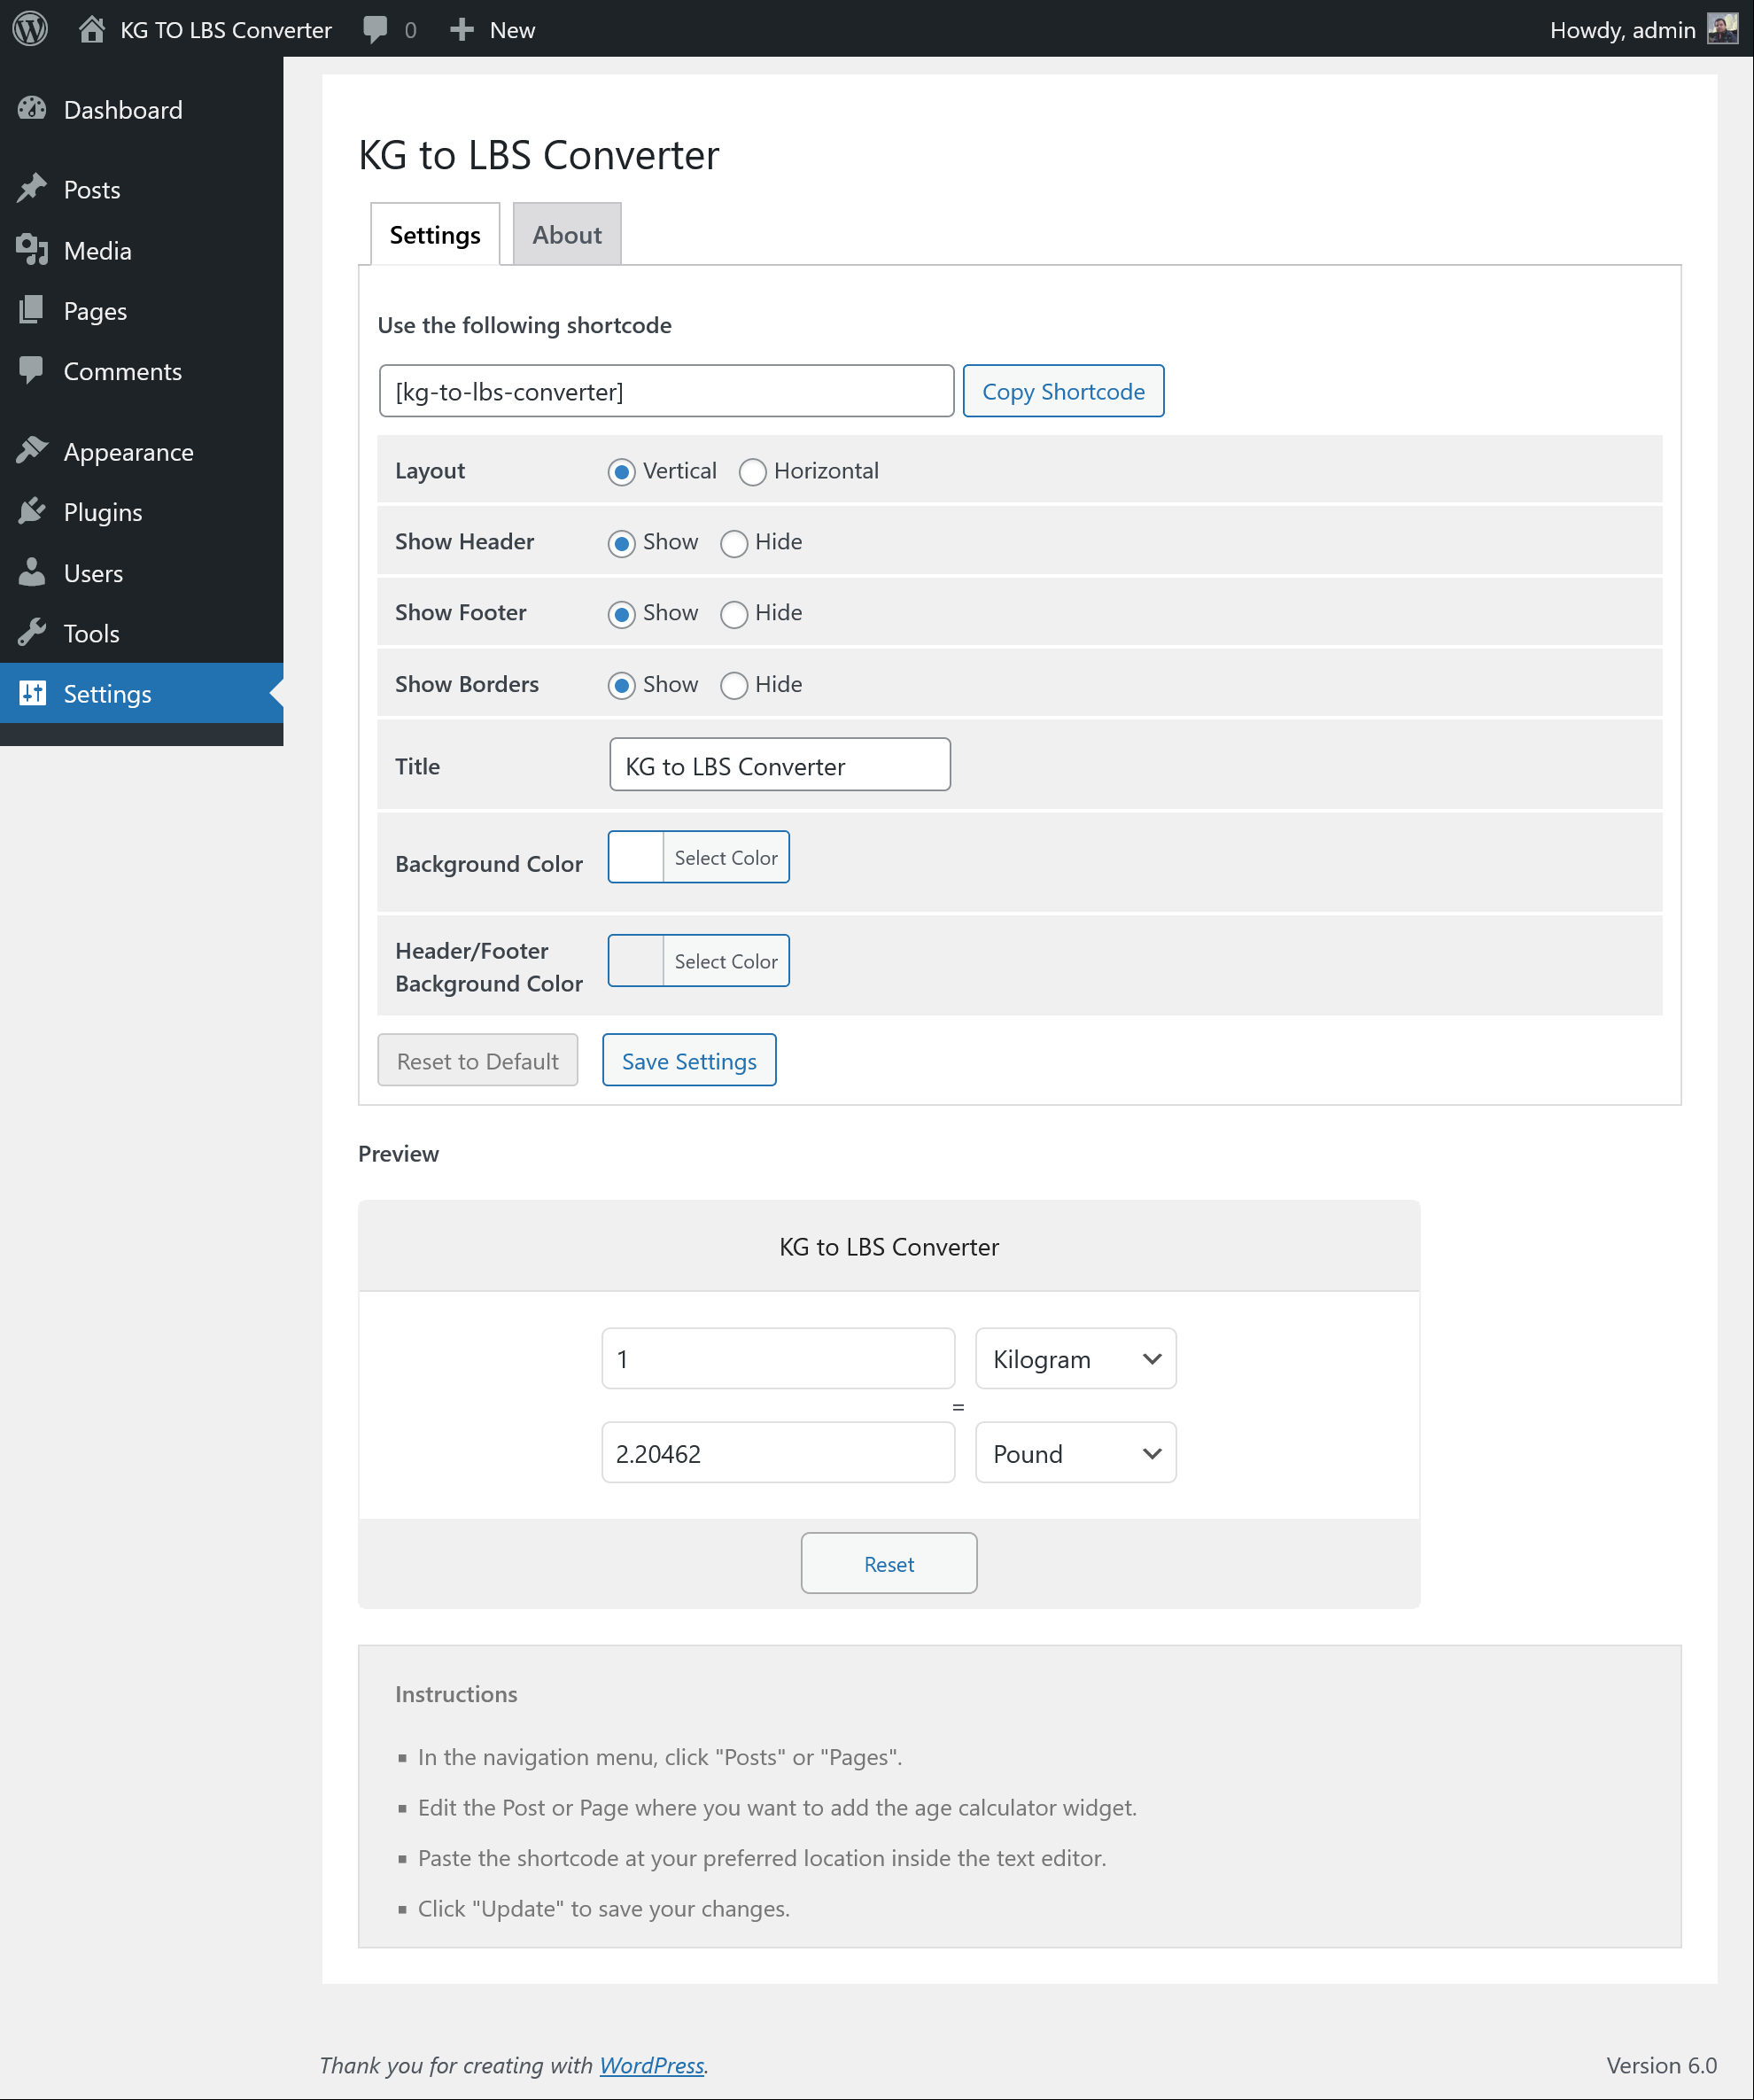 KG TO LBS Converter 0 New Howdy, admin
Dashboard
Posts
Media
Pages
Comments
Appearance
Plugins
Users
Tools
Settings
KG to LBS Converter
Settings About
Use the following shortcode
[kg-to-lbs-converter] Copy Shortcode
Layout Vertical Horizontal
Show Header Show Hide
Show Footer Show Hide
Show Borders Show Hide
Title KG to LBS Converter
Background Color Select Color
Header/Footer
Background Color Select Color
Reset to Default Save Settings
Preview
KG to LBS Converter
1 Kilogram
=
2.20462 Pound
Reset
Instructions
In the navigation menu, click "Posts" or "Pages".
Edit the Post or Page where you want to add the age calculator widget.
Paste the shortcode at your preferred location inside the text editor.
Click "Update" to save your changes.
Thank you for creating with WordPress. Version 6.0